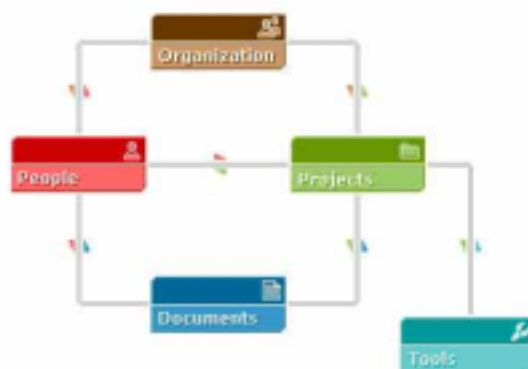 Organization
People
Projects
Documents
Tools